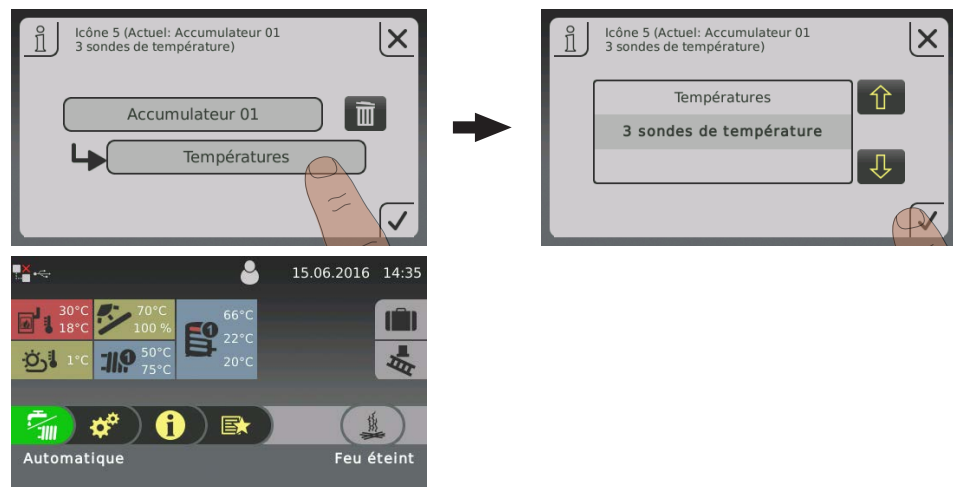 Icône 5 (Actuel: Accumulateur 01
3 sondes de température)
Accumulateur 01
Températures
Icône 5 (Actuel: Accumulateur 01
3 sondes de température)
Températures
3 sondes de température
15.06.2016 14:35
30°C
18°C
70°C
100 %
66°C
22°C
20°C
1°C
1
50°C
75°C
1
Automatique
Feu éteint